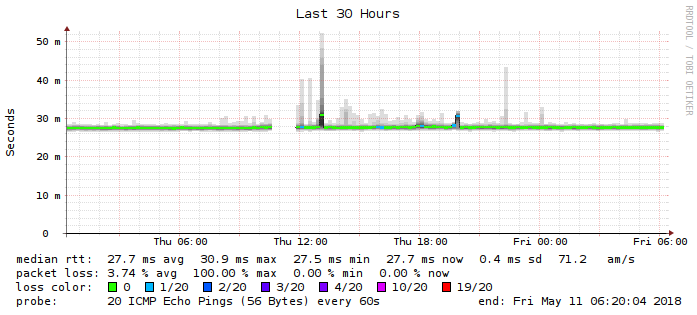 Last 30 Hours
RRDTOOL / TOBI OETIKER
Seconds
50 m
40 m
30 m
20 m
10 m
0
Thu 06:00 Thu 12:00 Thu 18:00 Fri 00:00 Fri 06:00
median rtt: 27.7 ms avg 30.9 ms max 27.5 ms min 27.7 ms now 0.4 ms sd 71.2 am/s
packet loss: 3.74 % avg 100.00 % max 0.00 % min 0.00 % now
loss color: 0 1/20 2/20 3/20 4/20 10/20 19/20
probe: 20 ICMP Echo Pings (56 Bytes) every 60s end: Fri May 11 06:20:04 2018